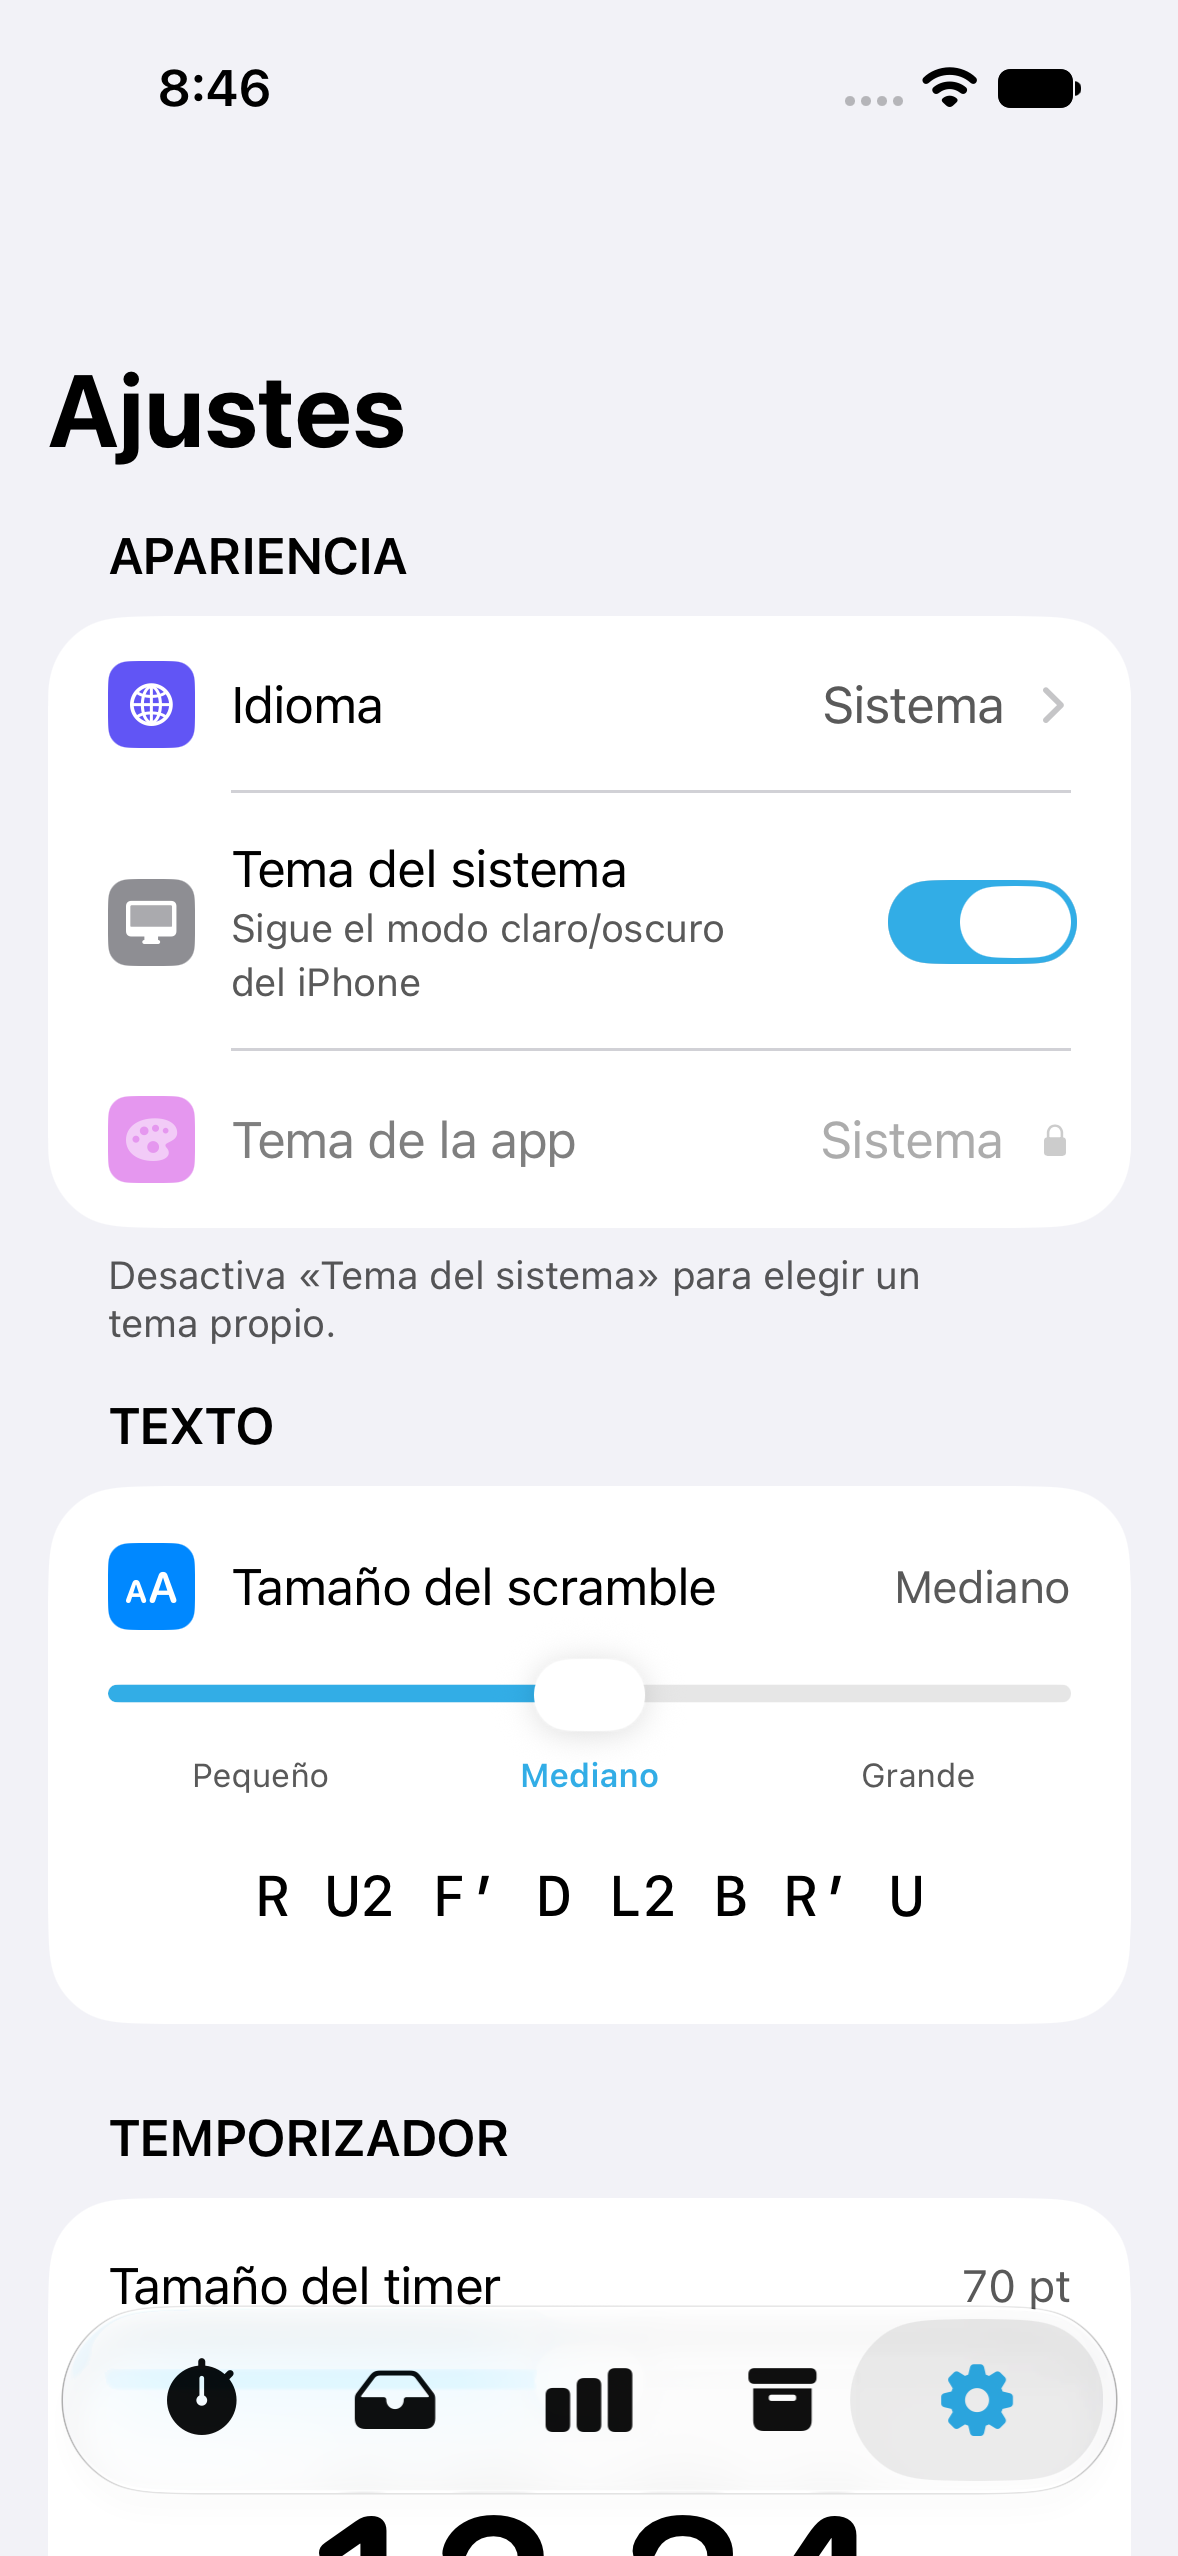 8:46
Ajustes
APARIENCIA
Idioma Sistema
Tema del sistema
Sigue el modo claro/oscuro
del iPhone
Tema de la app Sistema
Desactiva «Tema del sistema» para elegir un
tema propio.
TEXTO
AA Tamaño del scramble Mediano
Pequeño Mediano Grande
R U2 F' D L2 B R' U
TEMPORIZADOR
Tamaño del timer 70 pt